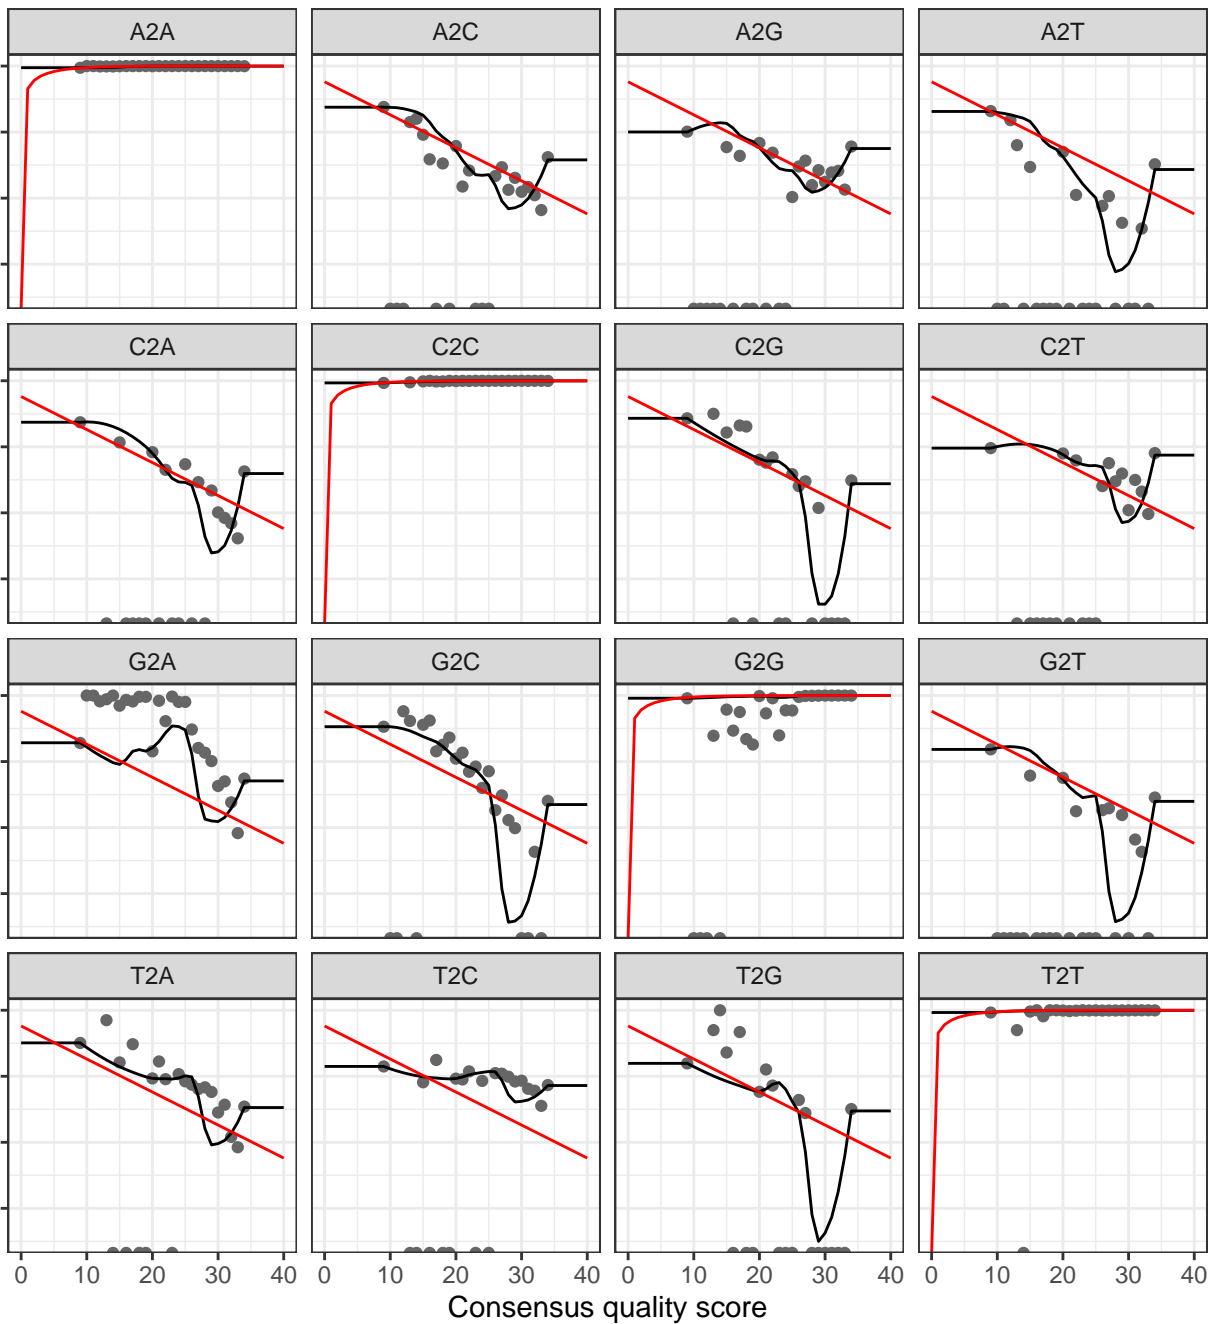 A2A A2C A2G A2T
C2A C2C C2G C2T
G2A G2C G2G G2T
T2A T2C T2G T2T
0 10 20 30 40 0 10 20 30 40 0 10 20 30 40 0 10 20 30 40
Consensus quality score